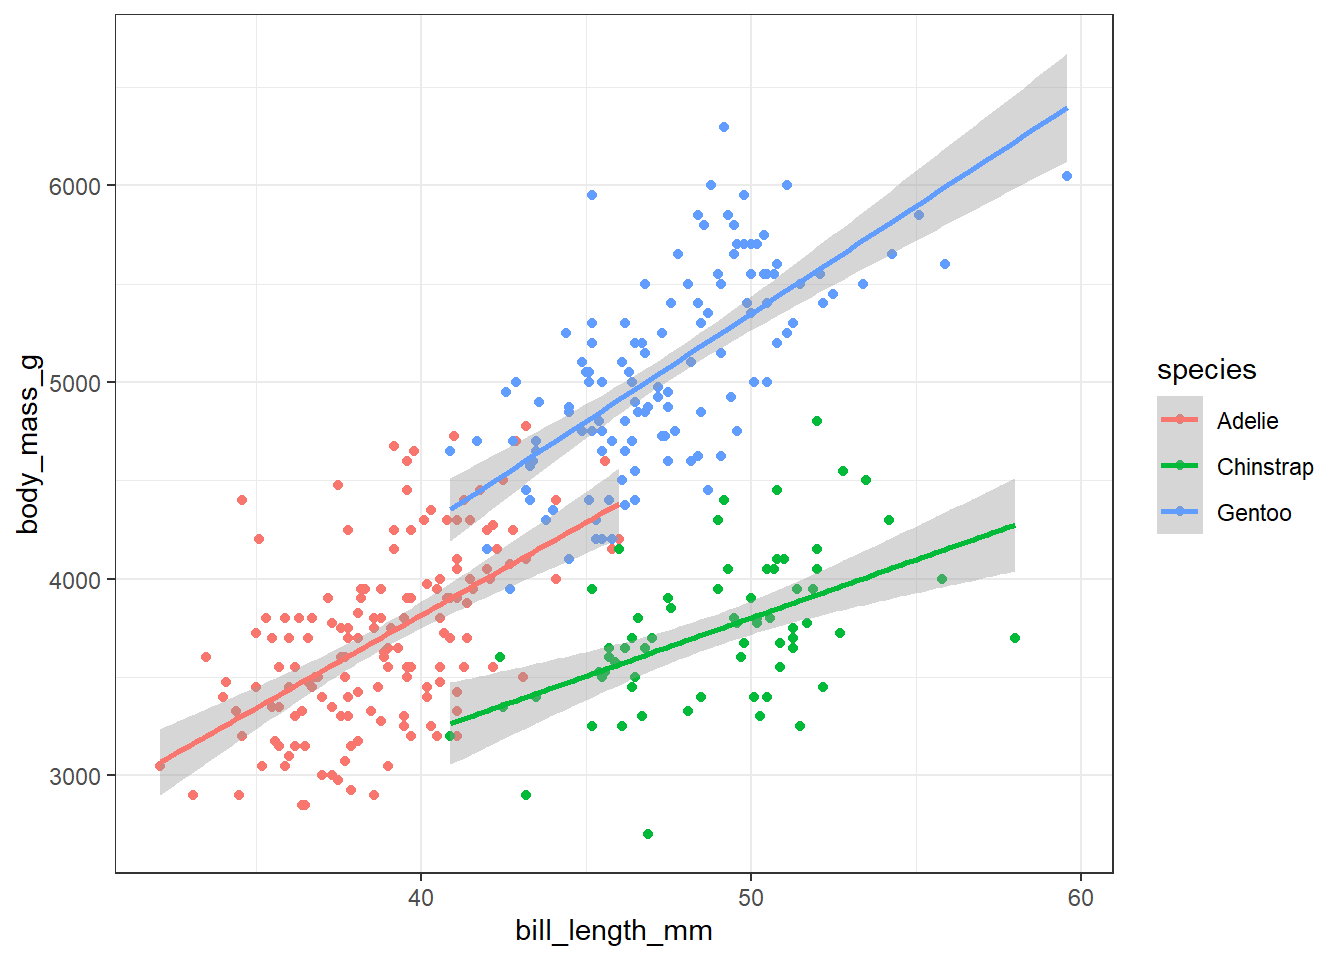 6000
5000
4000
3000
body_mass_g
40
50
60
bill_length_mm
species
Adelie
Chinstrap
Gentoo